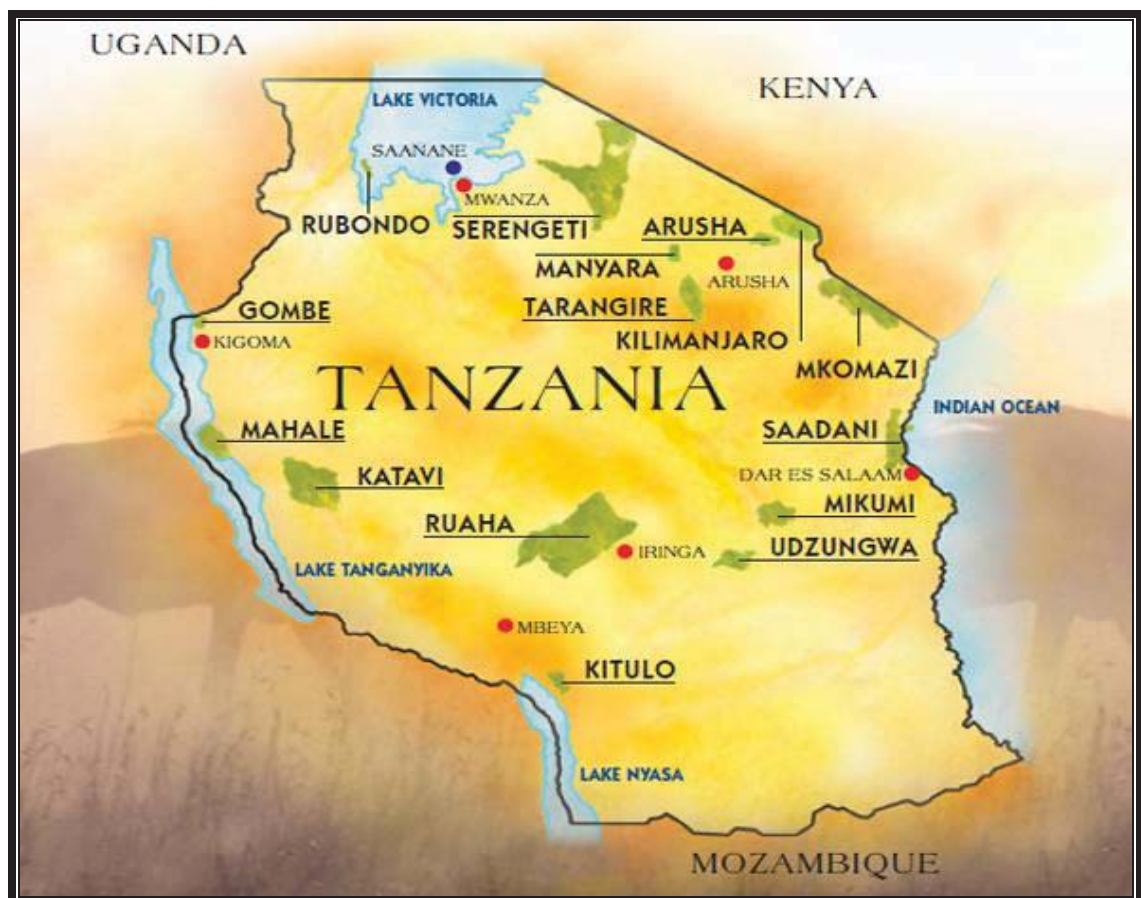 UGANDA
KENYA
LAKE VICTORIA
SAANANE
MWANZA
RUBONDO
SERENGETI
ARUSHA
MANYARA
ARUSHA
TARANGIRE
GOMBE
KILIMANJARO
KIGOMA
MKOMAZI
TANZANIA
INDIAN OCEAN
MAHALE
SAADANI
KATAVI
DAR ES SALAAM
MIKUMI
RUAHA
IRINGA
UDZUNGWA
LAKE TANGANYIKA
MBEYA
KITULO
LAKE NYASA
MOZAMBIQUE